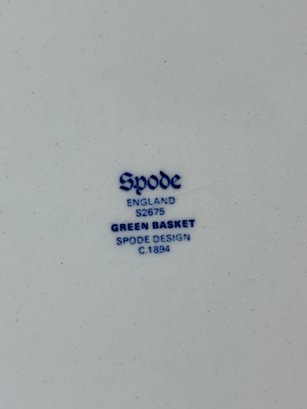 Spode
ENGLAND
S2675
GREEN BASKET
SPODE DESIGN
C.1894